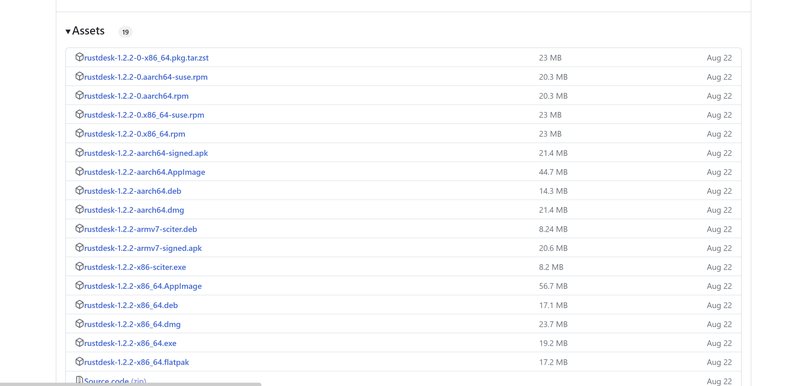 Assets 19
rustdesk-1.2.2-0-x86_64.pkg.tar.zst 23 MB Aug 22
rustdesk-1.2.2-0.aarch64-suse.rpm 20.3 MB Aug 22
rustdesk-1.2.2-0.aarch64.rpm 20.3 MB Aug 22
rustdesk-1.2.2-0.x86_64-suse.rpm 23 MB Aug 22
rustdesk-1.2.2-0.x86_64.rpm 23 MB Aug 22
rustdesk-1.2.2-aarch64-signed.apk 21.4 MB Aug 22
rustdesk-1.2.2-aarch64.AppImage 44.7 MB Aug 22
rustdesk-1.2.2-aarch64.deb 14.3 MB Aug 22
rustdesk-1.2.2-aarch64.dmg 21.4 MB Aug 22
rustdesk-1.2.2-armv7-sciter.deb 8.24 MB Aug 22
rustdesk-1.2.2-armv7-signed.apk 20.6 MB Aug 22
rustdesk-1.2.2-x86-sciter.exe 8.2 MB Aug 22
rustdesk-1.2.2-x86_64.AppImage 56.7 MB Aug 22
rustdesk-1.2.2-x86_64.deb 17.1 MB Aug 22
rustdesk-1.2.2-x86_64.dmg 23.7 MB Aug 22
rustdesk-1.2.2-x86_64.exe 19.2 MB Aug 22
rustdesk-1.2.2-x86_64.flatpak 17.2 MB Aug 22
Source code (zip) Aug 22